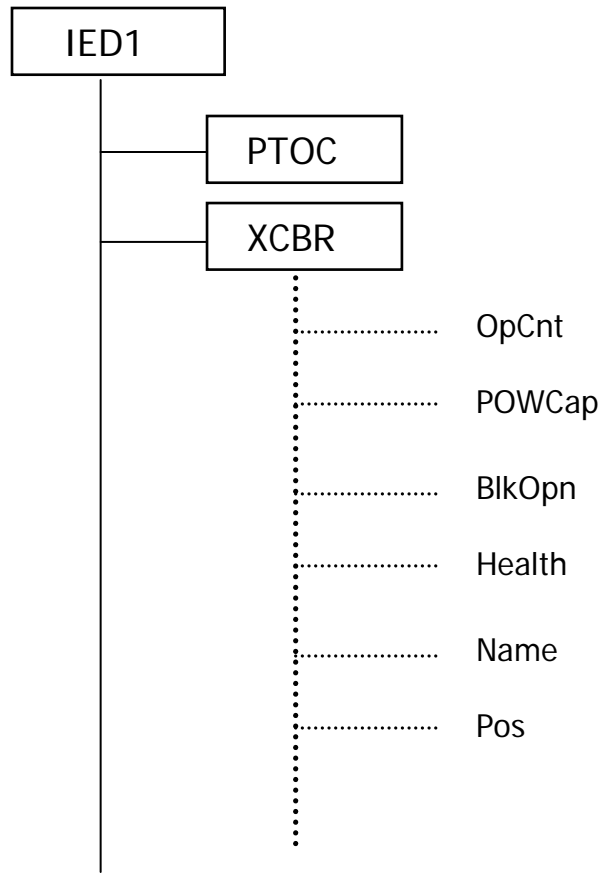 IED1
PTOC
XCBR
OpCnt
POWCap
BlkOpn
Health
Name
Pos